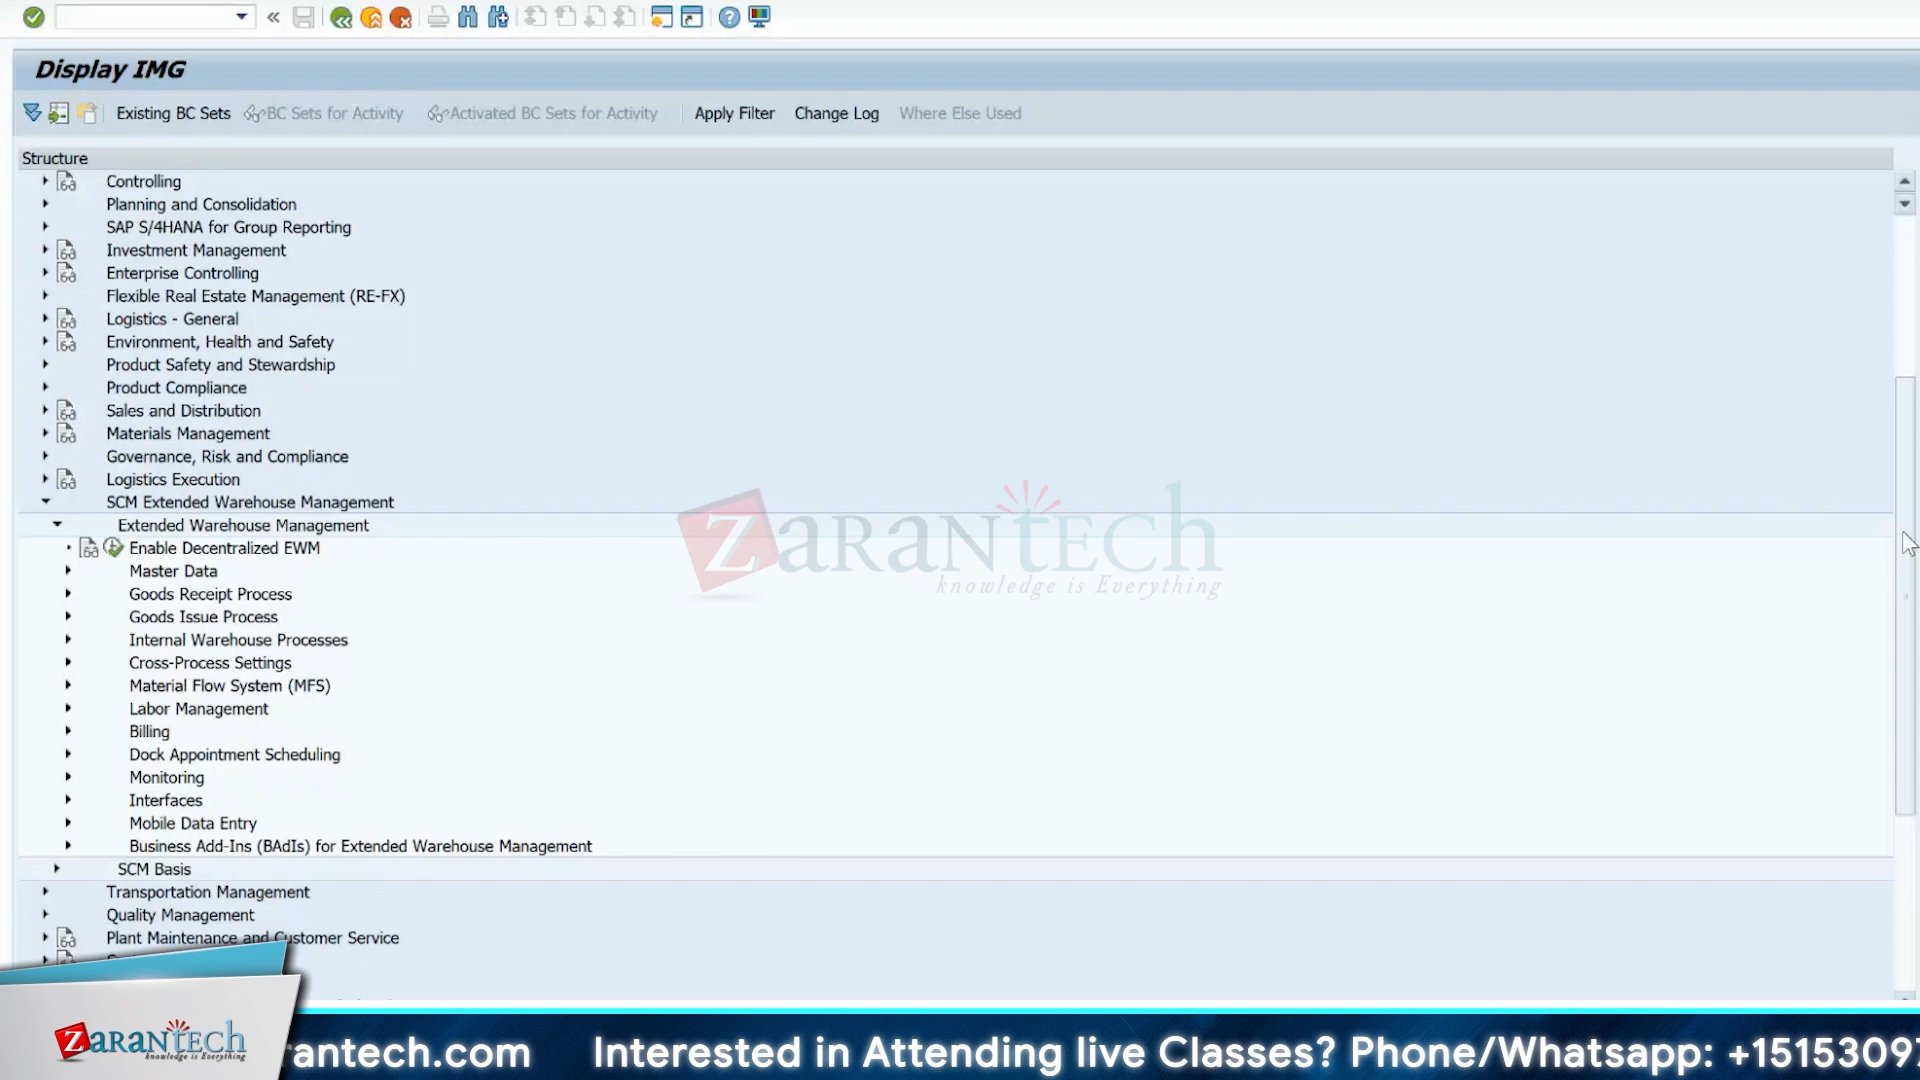 Display IMG
Existing BC Sets BC Sets for Activity Activated BC Sets for Activity Apply Filter Change Log Where Else Used
Structure
Controlling
Planning and Consolidation
SAP S/4HANA for Group Reporting
Investment Management
Enterprise Controlling
Flexible Real Estate Management (RE-FX)
Logistics - General
Environment, Health and Safety
Product Safety and Stewardship
Product Compliance
Sales and Distribution
Materials Management
Governance, Risk and Compliance
Logistics Execution
SCM Extended Warehouse Management
Extended Warehouse Management
Enable Decentralized EWM
Master Data
Goods Receipt Process
Goods Issue Process
Internal Warehouse Processes
Cross-Process Settings
Material Flow System (MFS)
Labor Management
Billing
Dock Appointment Scheduling
Monitoring
Interfaces
Mobile Data Entry
Business Add-Ins (BAdIs) for Extended Warehouse Management
SCM Basis
Transportation Management
Quality Management
Plant Maintenance and Customer Service
ZaranTech
knowledge is Everything
ZaranTech
knowledge is Everything
rantech.com Interested in Attending live Classes? Phone/Whatsapp: +1515309